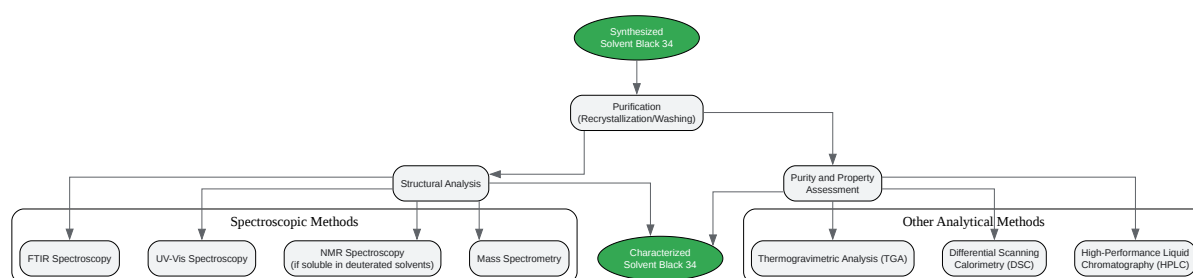 Synthesized
Solvent Black 34
Purification
(Recrystallization/Washing)
Structural Analysis
Purity and Property
Assessment
Spectroscopic Methods
FTIR Spectroscopy
UV-Vis Spectroscopy
NMR Spectroscopy
(if soluble in deuterated solvents)
Mass Spectrometry
Characterized
Solvent Black 34
Other Analytical Methods
Thermogravimetric Analysis (TGA)
Differential Scanning
Calorimetry (DSC)
High-Performance Liquid
Chromatography (HPLC)